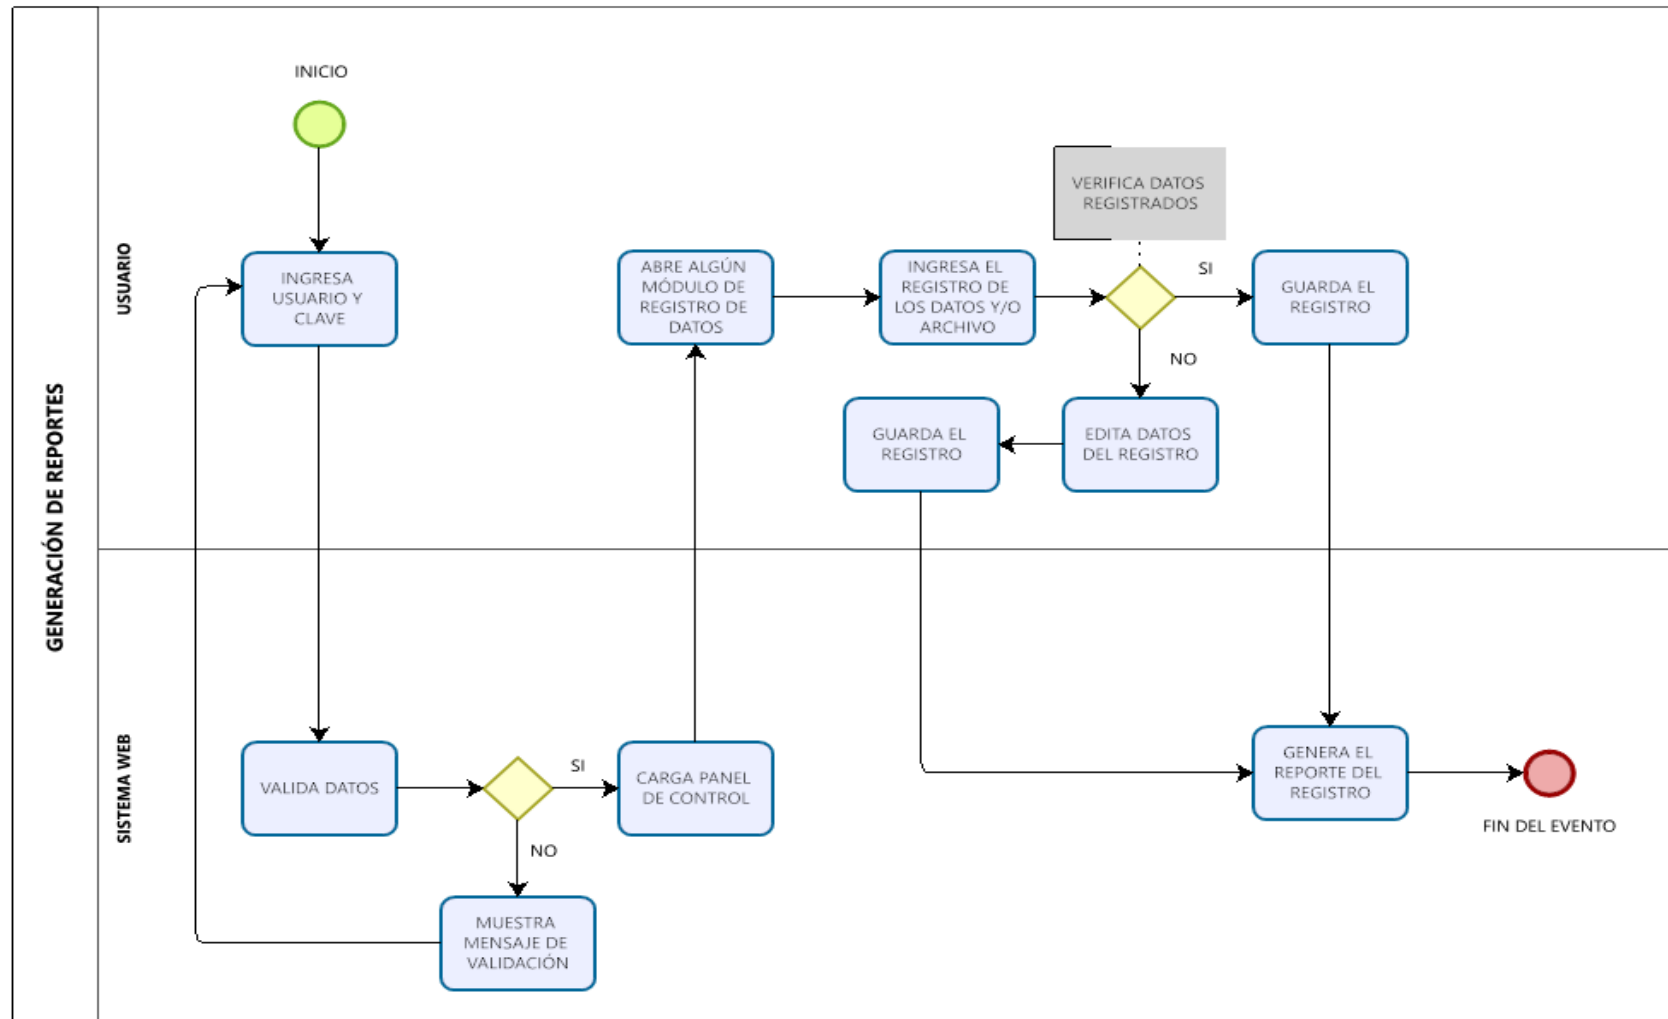 GENERACIÓN DE REPORTES
USUARIO
INICIO
INGRESA
USUARIO Y
CLAVE
ABRE ALGÚN
MÓDULO DE
REGISTRO DE
DATOS
INGRESA EL
REGISTRO DE
LOS DATOS Y/O
ARCHIVO
VERIFICA DATOS
REGISTRADOS
SI
GUARDA EL
REGISTRO
NO
EDITA DATOS
DEL REGISTRO
GUARDA EL
REGISTRO
SISTEMA WEB
VALIDA DATOS
SI
CARGA PANEL
DE CONTROL
NO
MUESTRA
MENSAJE DE
VALIDACIÓN
GENERA EL
REPORTE DEL
REGISTRO
FIN DEL EVENTO